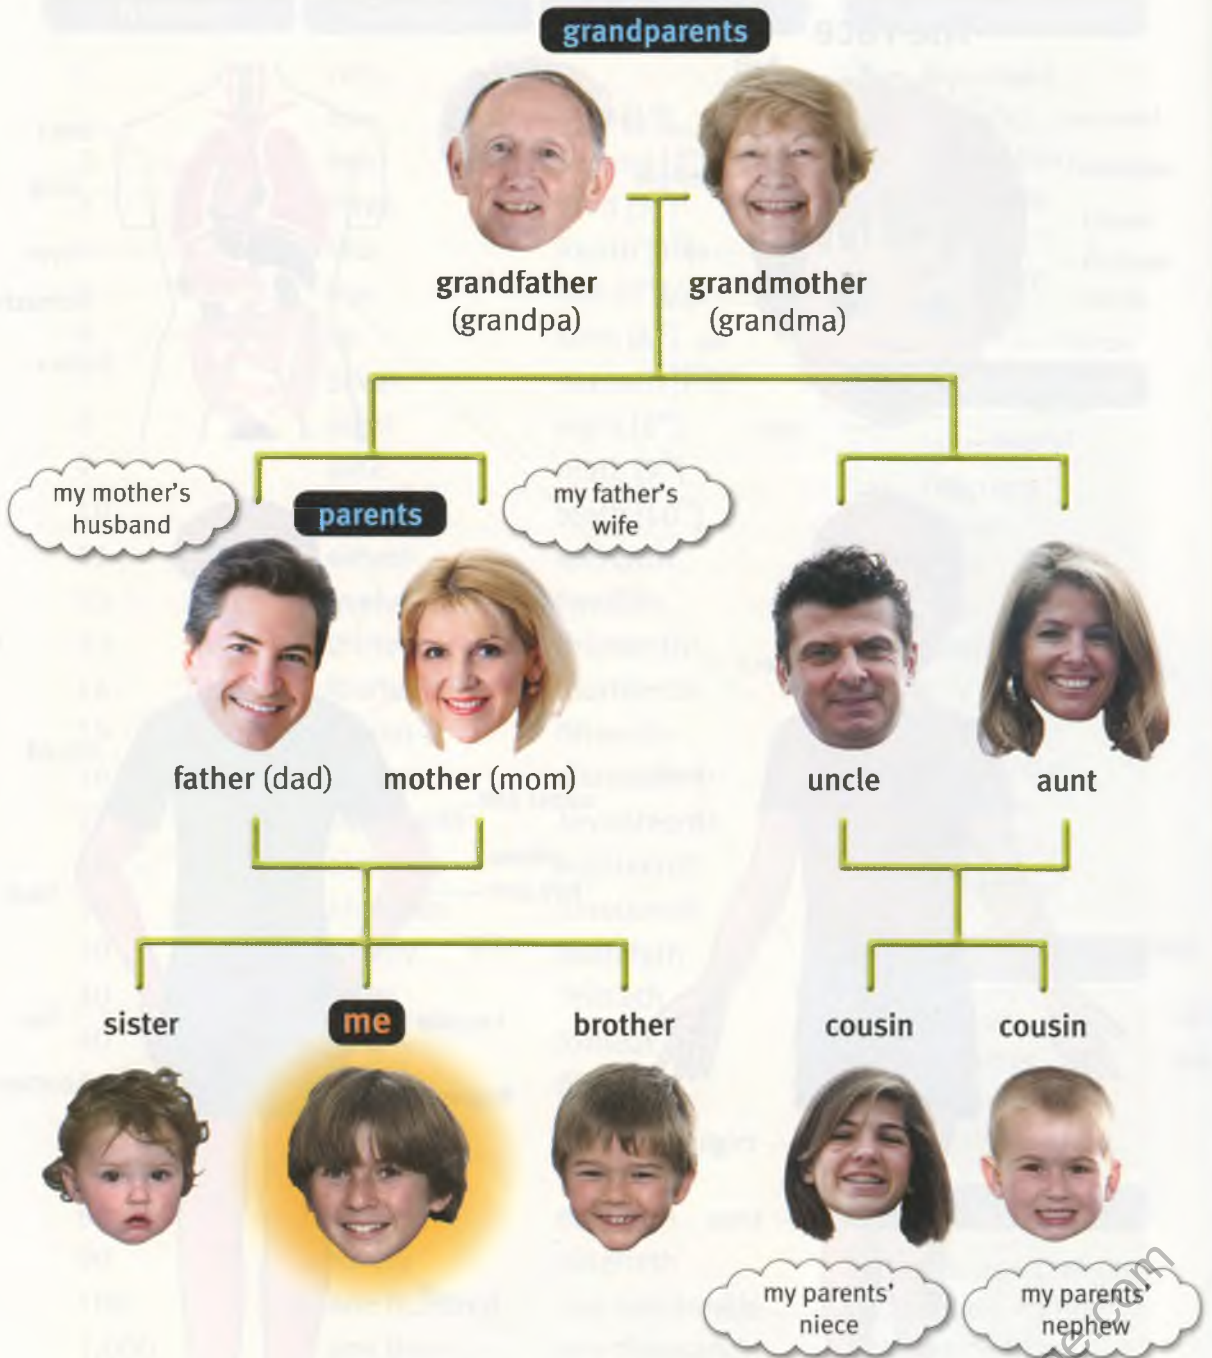 grandparents
grandfather
(grandpa)
grandmother
(grandma)
my mother's
husband
parents
my father's
wife
father (dad)
mother (mom)
uncle
aunt
sister
me
brother
cousin
cousin
my parents'
niece
my parents'
nephew
e.com